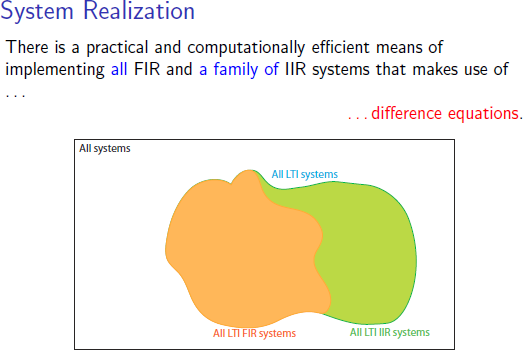 System Realization
There is a practical and computationally efficient means of
implementing all FIR and a family of IIR systems that makes use of
...
... difference equations.
All systems
All LTI systems
All LTI FIR systems
All LTI IIR systems